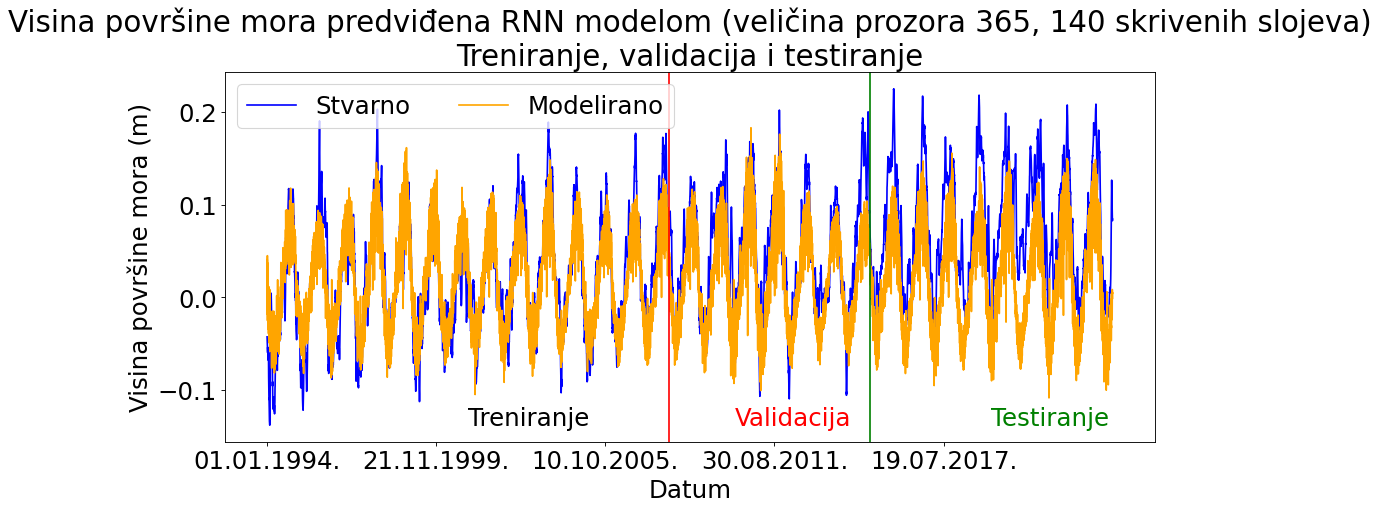 Visina površine mora predviđena RNN modelom (veličina prozora 365, 140 skrivenih slojeva)
Treniranje, validacija i testiranje
Stvarno Modelirano
Visina površine mora (m)
0.2
0.1
0.0
−0.1
Treniranje Validacija Testiranje
01.01.1994. 21.11.1999. 10.10.2005. 30.08.2011. 19.07.2017.
Datum